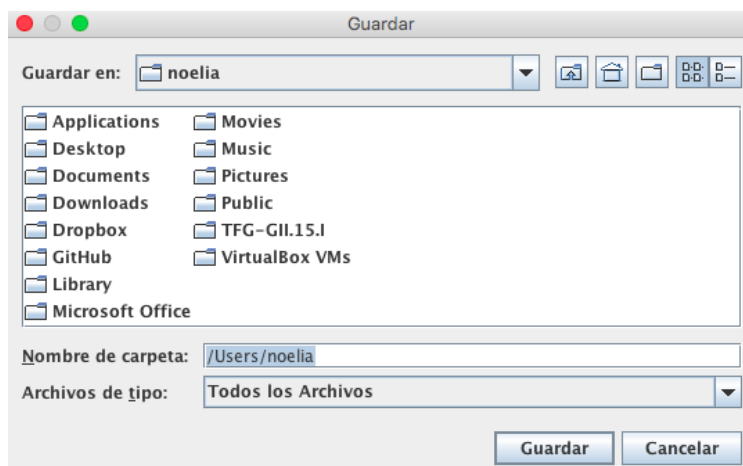 Guardar
Guardar en: noelia
Applications Movies
Desktop Music
Documents Pictures
Downloads Public
Dropbox TFG-GII.15.I
GitHub VirtualBox VMs
Library
Microsoft Office
Nombre de carpeta: /Users/noelia
Archivos de tipo: Todos los Archivos
Guardar Cancelar